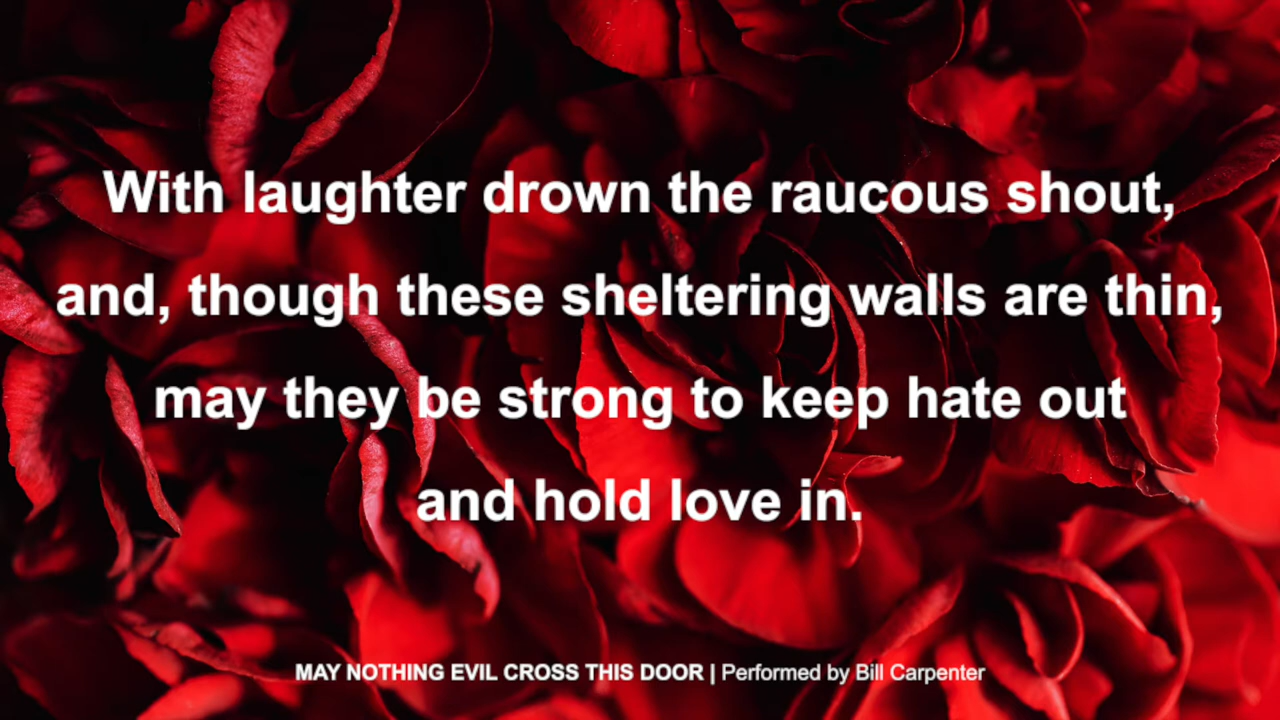 With laughter drown the raucous shout,
and, though these sheltering walls are thin,
may they be strong to keep hate out
and hold love in.
MAY NOTHING EVIL CROSS THIS DOOR | Performed by Bill Carpenter